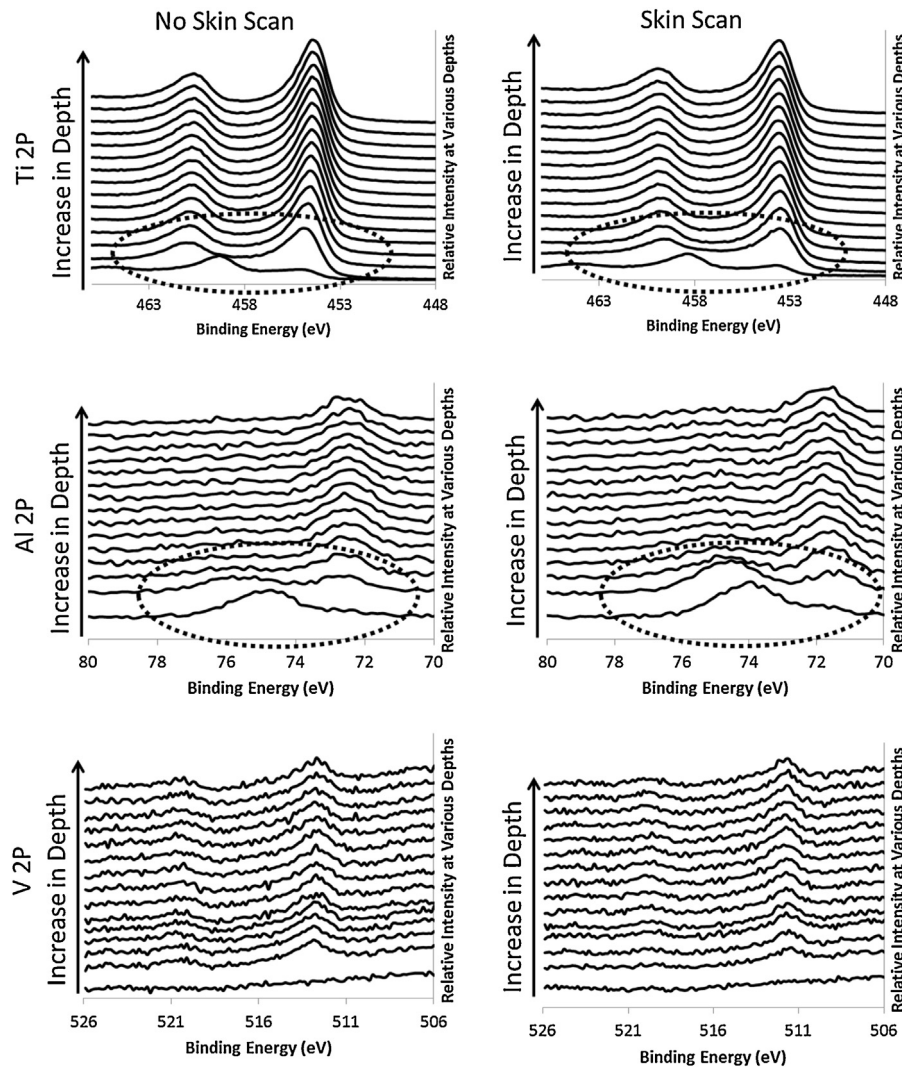 No Skin Scan
Skin Scan
Ti 2P
Increase in Depth
Relative Intensity at Various Depths
463 458 453 448
Binding Energy (eV)
Increase in Depth
Relative Intensity at Various Depths
463 458 453 448
Binding Energy (eV)
Al 2P
Increase in Depth
Relative Intensity at Various Depths
80 78 76 74 72 70
Binding Energy (eV)
Increase in Depth
Relative Intensity at Various Depths
80 78 76 74 72 70
Binding Energy (eV)
V 2P
Increase in Depth
Relative Intensity at Various Depths
526 521 516 511 506
Binding Energy (eV)
Increase in Depth
Relative Intensity at Various Depths
526 521 516 511 506
Binding Energy (eV)